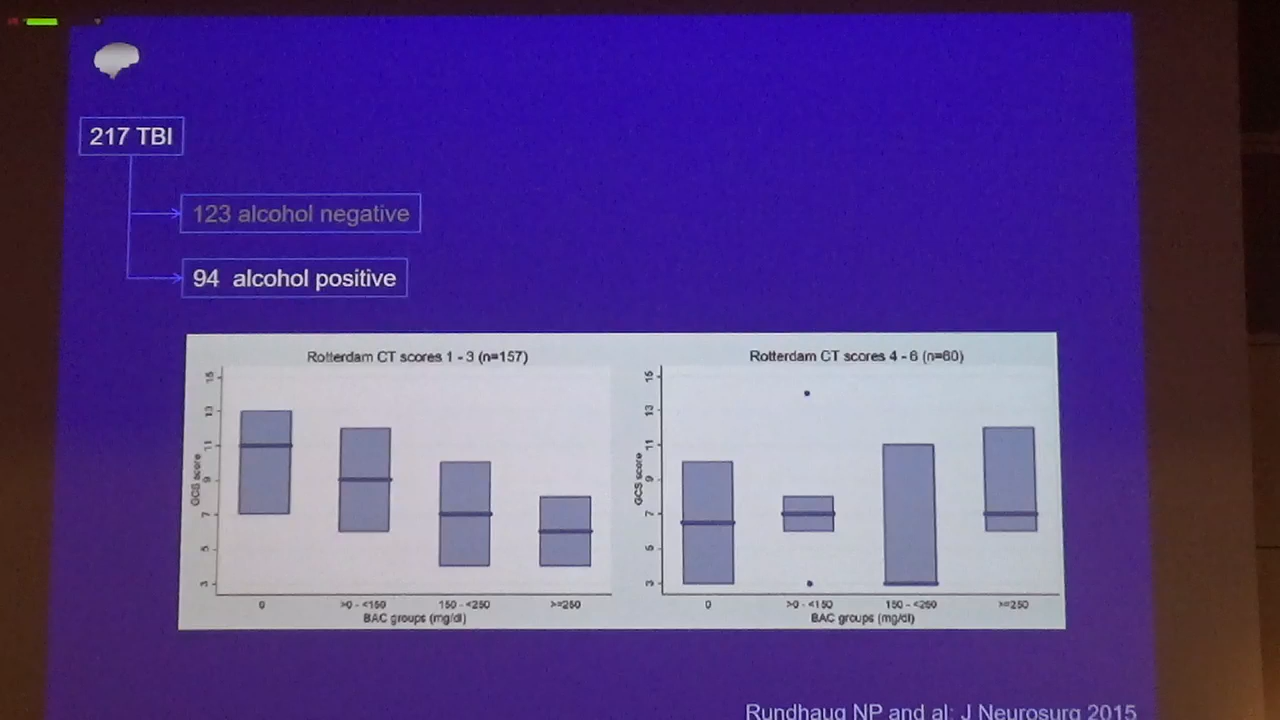 217 TBI
123 alcohol negative
94 alcohol positive
Rotterdam CT scores 1 - 3 (n=157)
15
13
11
9
7
5
3
GCS score
0
>0 - <150
150 - <250
>=250
BAC groups (mg/dl)
Rotterdam CT scores 4 - 6 (n=60)
15
13
11
9
7
5
3
GCS score
0
>0 - <150
150 - <250
>=250
BAC groups (mg/dl)
Rundhaug NP and al: J Neurosurg 2015